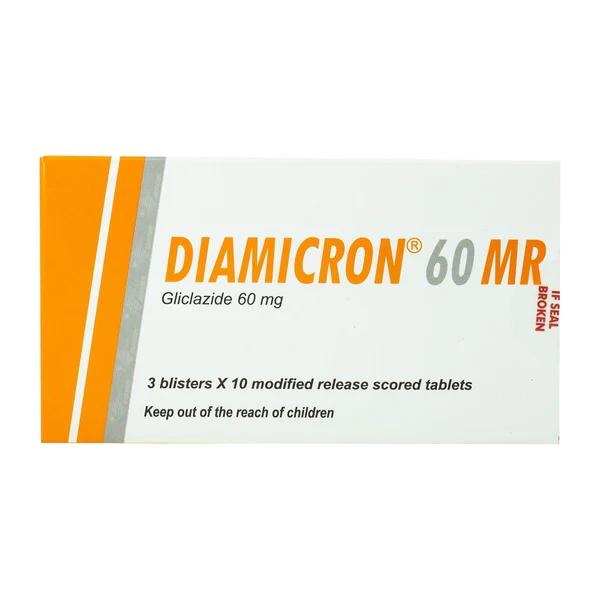 DIAMICRON® 60 MR
Gliclazide 60 mg
IF SEAL
BROKEN
3 blisters X 10 modified release scored tablets
Keep out of the reach of children